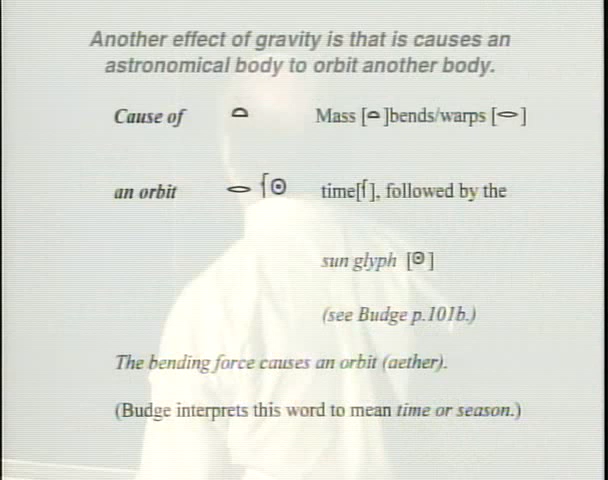 Another effect of gravity is that is causes an
astronomical body to orbit another body.
Cause of 𓏏 Mass [𓏏]bends/warps [𓂋]
an orbit 𓂋 𓆳𓇳 time[𓆳], followed by the
sun glyph [𓇳]
(see Budge p.101b.)
The bending force causes an orbit (aether).
(Budge interprets this word to mean time or season.)